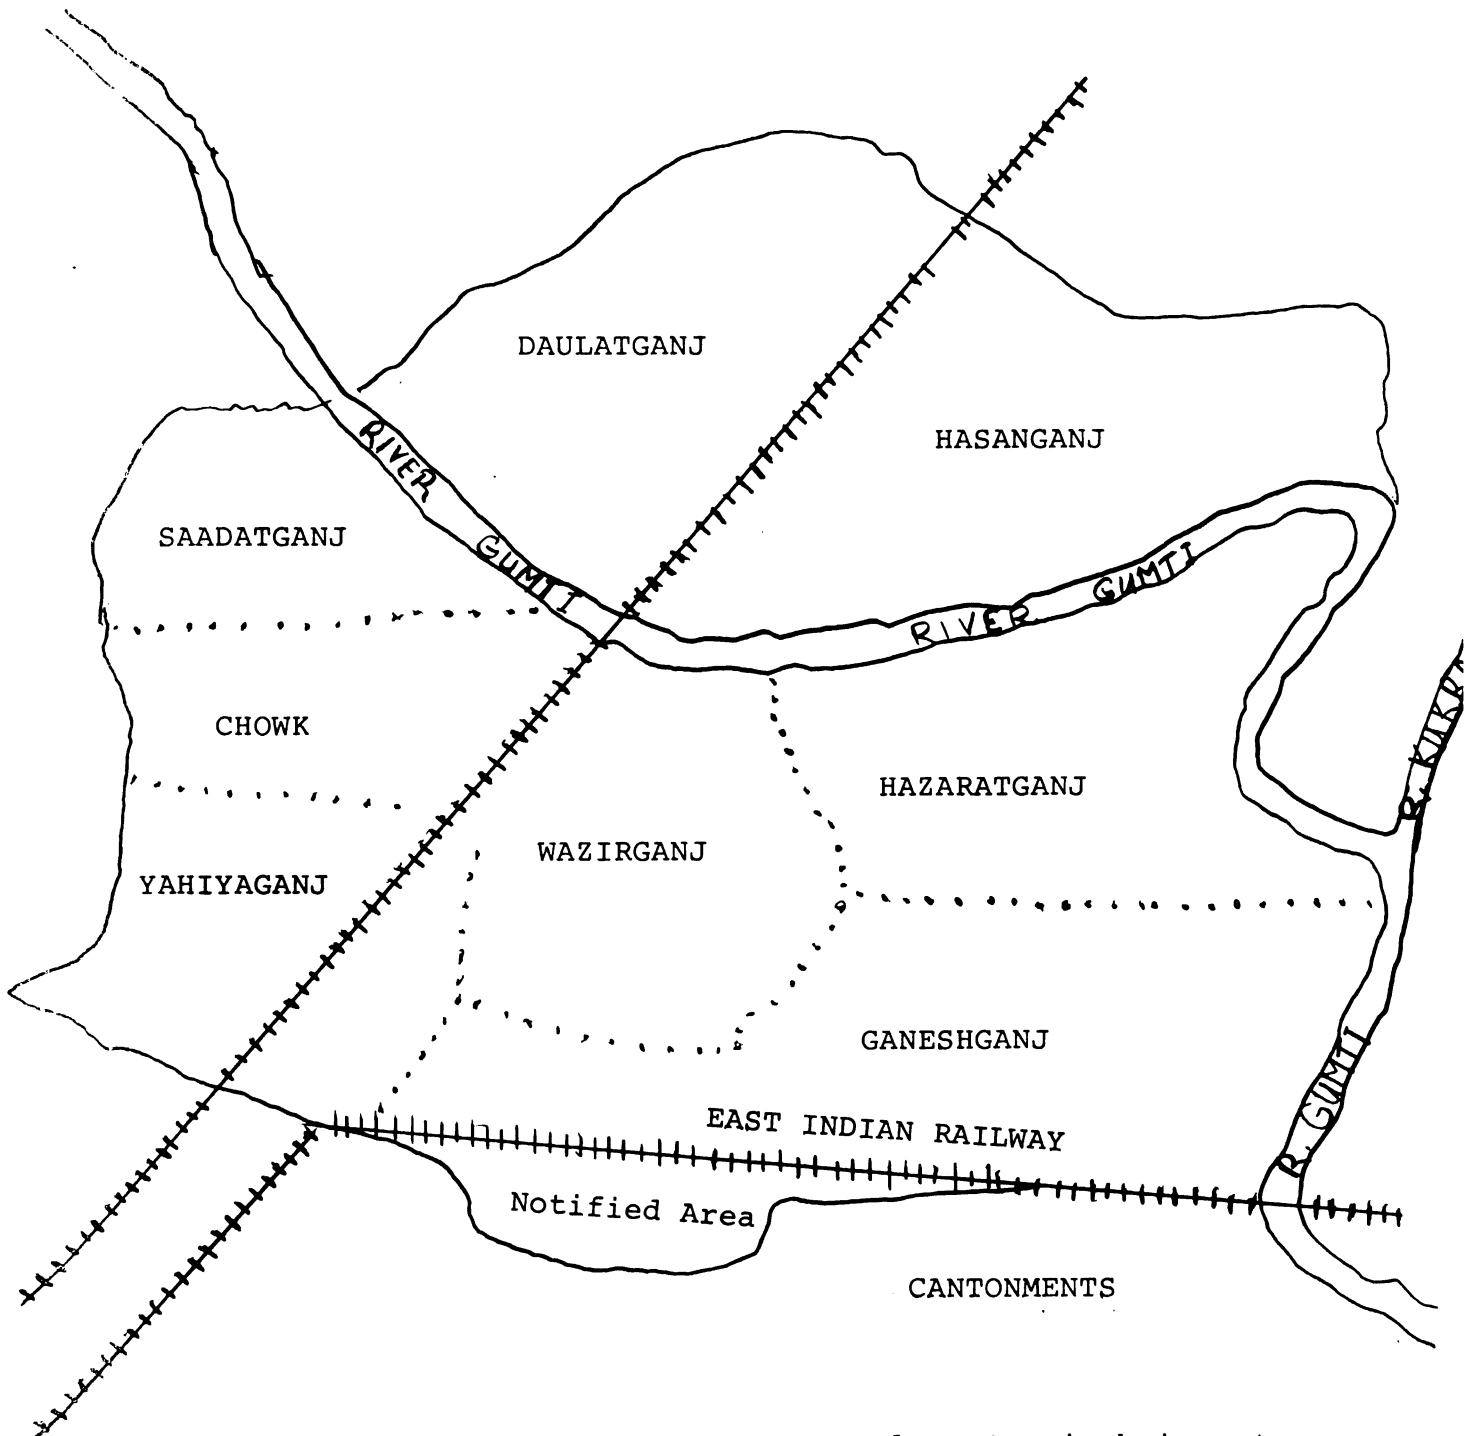 DAULATGANJ
HASANGANJ
RIVER GUMTI
SAADATGANJ
RIVER GUMTI
CHOWK
HAZARATGANJ
WAZIRGANJ
YAHIYAGANJ
GANESHGANJ
R. GUMTI
EAST INDIAN RAILWAY
Notified Area
CANTONMENTS